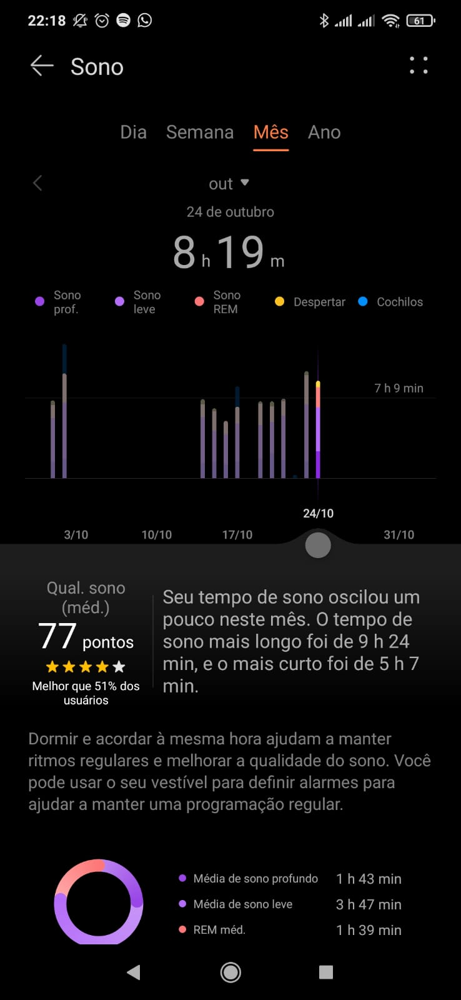 22:18
61
Sono
Dia Semana Mês Ano
out
24 de outubro
8 h 19 m
Sono prof.
Sono leve
Sono REM
Despertar
Cochilos
7 h 9 min
24/10
3/10 10/10 17/10 31/10
Qual. sono
(méd.)
77 pontos
Melhor que 51% dos
usuários
Seu tempo de sono oscilou um
pouco neste mês. O tempo de
sono mais longo foi de 9 h 24
min, e o mais curto foi de 5 h 7
min.
Dormir e acordar à mesma hora ajudam a manter
ritmos regulares e melhorar a qualidade do sono. Você
pode usar o seu vestível para definir alarmes para
ajudar a manter uma programação regular.
Média de sono profundo 1 h 43 min
Média de sono leve 3 h 47 min
REM méd. 1 h 39 min